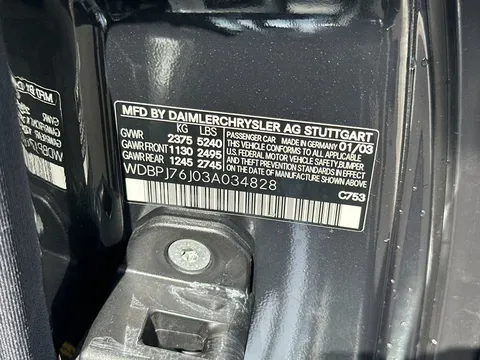 MFD BY DAIMLERCHRYSLER AG STUTTGART
KG LBS PASSENGER CAR MADE IN GERMANY 01/03
GVWR 2375 5240 THIS VEHICLE CONFORMS TO ALL APPLICABLE
GAWR FRONT 1130 2495 U.S. FEDERAL MOTOR VEHICLE SAFETY, BUMPER
GAWR REAR 1245 2745 AND THEFT PREVENTION STANDARDS IN EFFECT
ON THE DATE OF MANUFACTURE SHOWN ABOVE
WDBPJ76J03A034828
C753